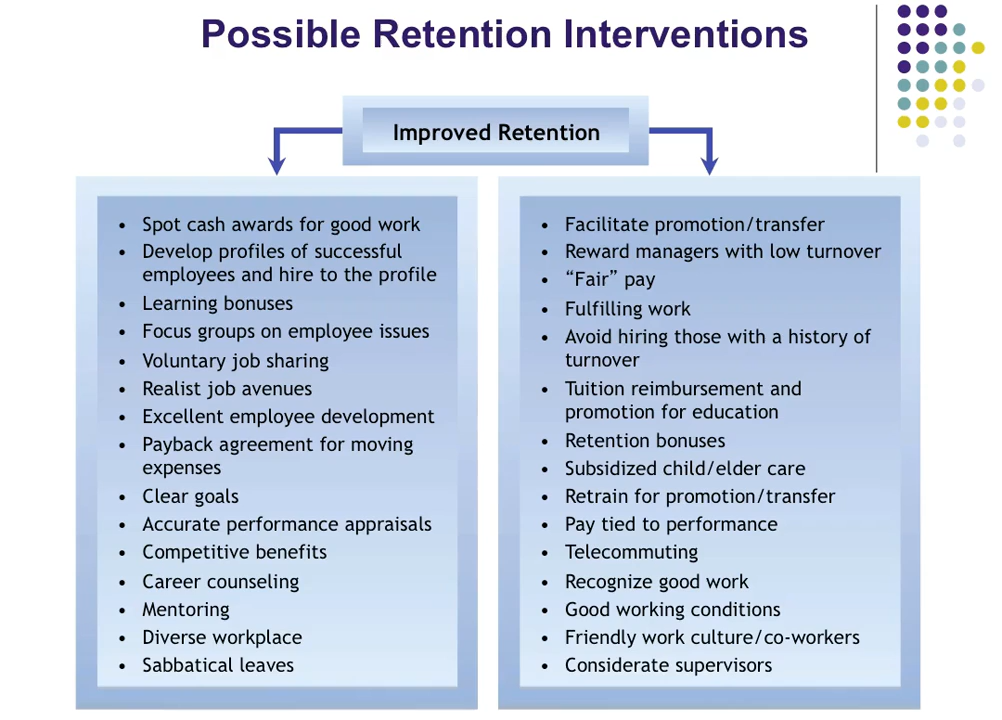 Possible Retention Interventions
Improved Retention
• Spot cash awards for good work
• Develop profiles of successful
employees and hire to the profile
• Learning bonuses
• Focus groups on employee issues
• Voluntary job sharing
• Realist job avenues
• Excellent employee development
• Payback agreement for moving
expenses
• Clear goals
• Accurate performance appraisals
• Competitive benefits
• Career counseling
• Mentoring
• Diverse workplace
• Sabbatical leaves
• Facilitate promotion/transfer
• Reward managers with low turnover
• “Fair” pay
• Fulfilling work
• Avoid hiring those with a history of
turnover
• Tuition reimbursement and
promotion for education
• Retention bonuses
• Subsidized child/elder care
• Retrain for promotion/transfer
• Pay tied to performance
• Telecommuting
• Recognize good work
• Good working conditions
• Friendly work culture/co-workers
• Considerate supervisors